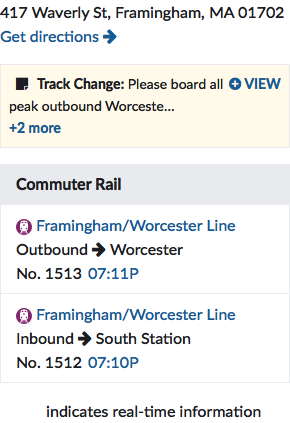 417 Waverly St, Framingham, MA 01702
Get directions
Track Change: Please board all VIEW
peak outbound Worceste...
+2 more
Commuter Rail
Framingham/Worcester Line
Outbound Worcester
No. 1513 07:11P
Framingham/Worcester Line
Inbound South Station
No. 1512 07:10P
indicates real-time information